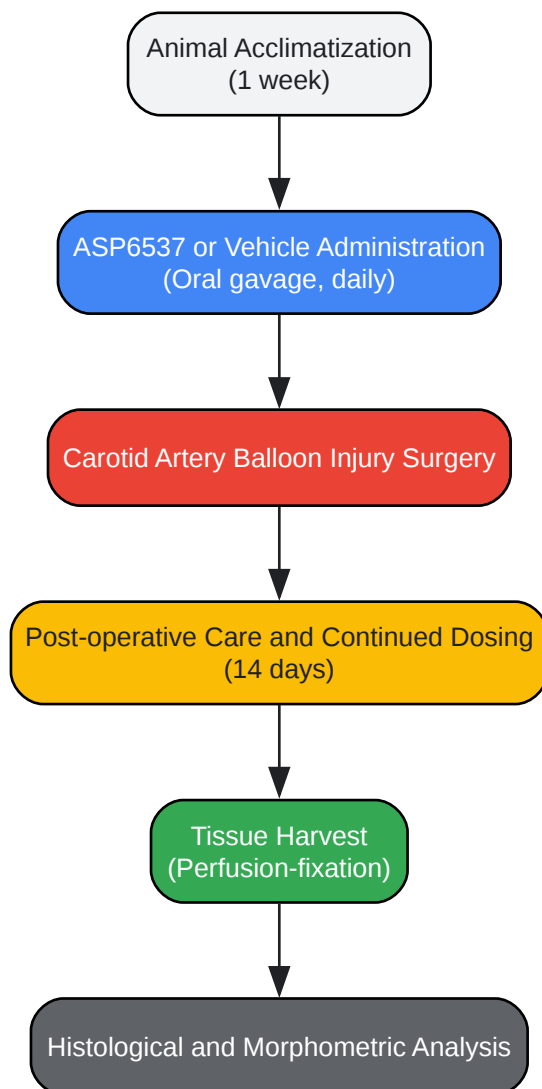 Animal Acclimatization
(1 week)
ASP6537 or Vehicle Administration
(Oral gavage, daily)
Carotid Artery Balloon Injury Surgery
Post-operative Care and Continued Dosing
(14 days)
Tissue Harvest
(Perfusion-fixation)
Histological and Morphometric Analysis